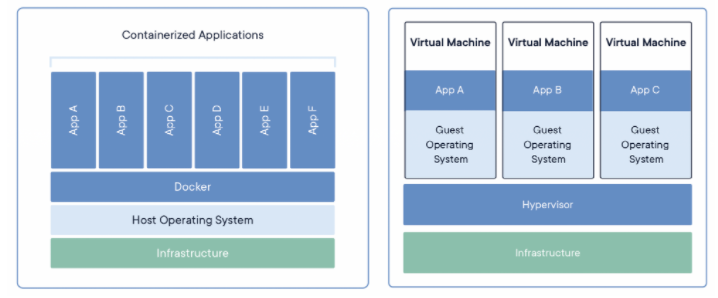 Containerized Applications
App A
App B
App C
App D
App E
App F
Docker
Host Operating System
Infrastructure
Virtual Machine
App A
Guest
Operating
System
Virtual Machine
App B
Guest
Operating
System
Virtual Machine
App C
Guest
Operating
System
Hypervisor
Infrastructure